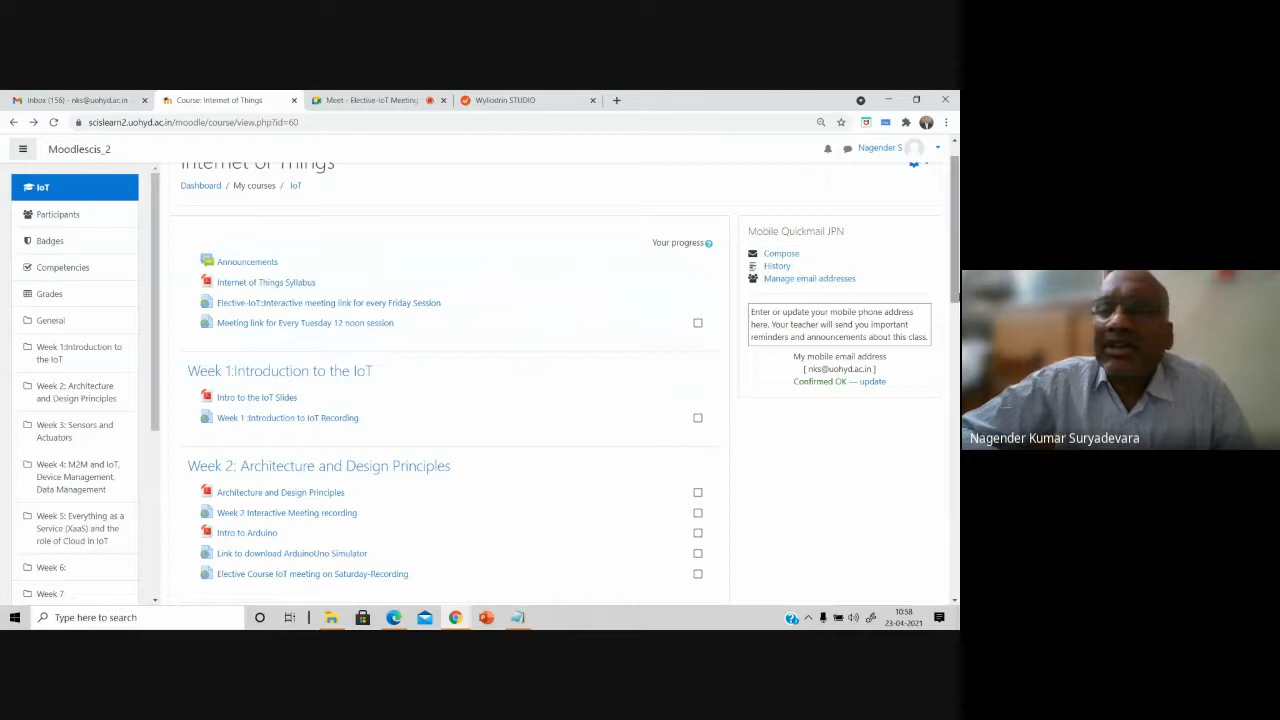 Inbox (156) - nks@uohyd.ac.in
Course: Internet of Things
Meet - Elective-IoT Meeting
Wyliodrin STUDIO
scislearn2.uohyd.ac.in/moodle/course/view.php?id=60
Moodlescis_2
Nagender S
IoT
Participants
Badges
Competencies
Grades
General
Week 1:Introduction to
the IoT
Week 2: Architecture
and Design Principles
Week 3: Sensors and
Actuators
Week 4: M2M and IoT,
Device Management,
Data Management
Week 5: Everything as a
Service (XaaS) and the
role of Cloud in IoT
Week 6:
Week 7
Internet of Things
Dashboard / My courses / IoT
Your progress
Announcements
Internet of Things Syllabus
Elective-IoT:Interactive meeting link for every Friday Session
Meeting link for Every Tuesday 12 noon session
Week 1:Introduction to the IoT
Intro to the IoT Slides
Week 1 :Introduction to IoT Recording
Week 2: Architecture and Design Principles
Architecture and Design Principles
Week 2 Interactive Meeting recording
Intro to Arduino
Link to download ArduinoUno Simulator
Elective Course IoT meeting on Saturday-Recording
Mobile Quickmail JPN
Compose
History
Manage email addresses
Enter or update your mobile phone address
here. Your teacher will send you important
reminders and announcements about this class.
My mobile email address
[ nks@uohyd.ac.in ]
Confirmed OK — update
Nagender Kumar Suryadevara
Type here to search
10:58
23-04-2021